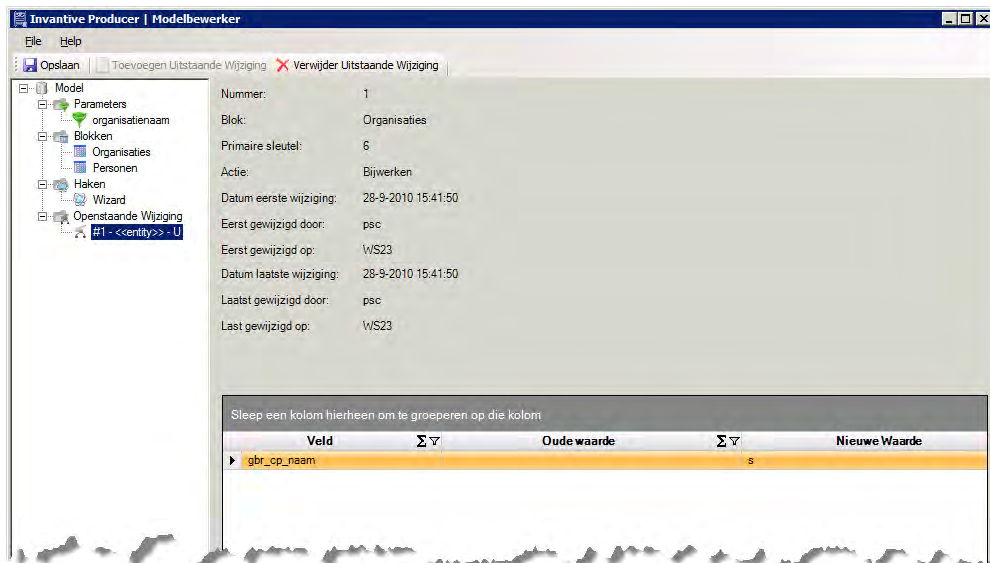 Invantive Producer | Modelbewerker
File Help
Opslaan Toevoegen Uitstaande Wijziging Verwijder Uitstaande Wijziging
Model
Parameters
organisatienaam
Blokken
Organisaties
Personen
Haken
Wizard
Openstaande Wijziging
#1 - <<entity>> - U
Nummer: 1
Blok: Organisaties
Primaire sleutel: 6
Actie: Bijwerken
Datum eerste wijziging: 28-9-2010 15:41:50
Eerst gewijzigd door: psc
Eerst gewijzigd op: WS23
Datum laatste wijziging: 28-9-2010 15:41:50
Laatst gewijzigd door: psc
Last gewijzigd op: WS23
Sleep een kolom hierheen om te groeperen op die kolom
Veld Σ Oude waarde Σ Nieuwe Waarde
gbr_cp_naam s